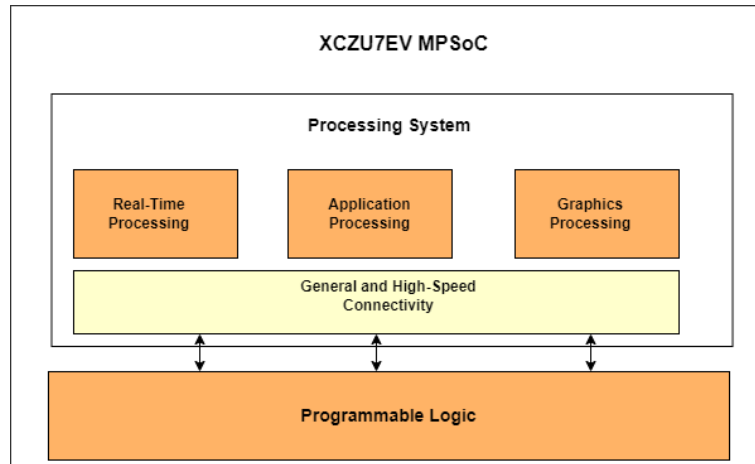 XCZU7EV MPSoC
Processing System
Real-Time
Processing
Application
Processing
Graphics
Processing
General and High-Speed
Connectivity
Programmable Logic